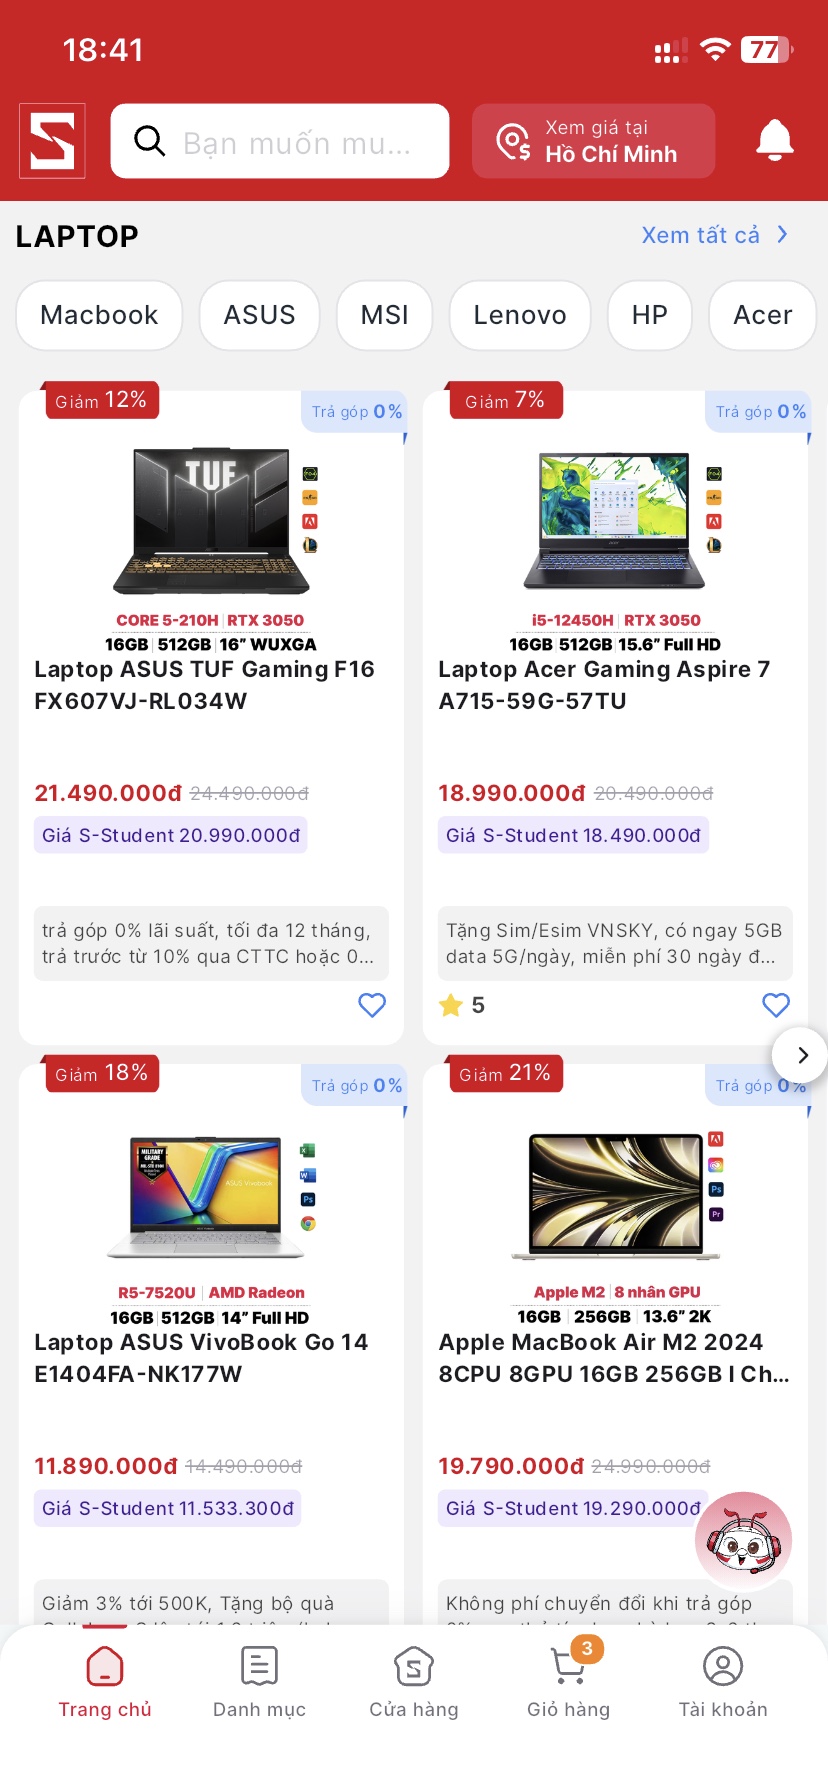 18:41
77
Bạn muốn mu...
Xem giá tại
Hồ Chí Minh
LAPTOP
Xem tất cả
Macbook
ASUS
MSI
Lenovo
HP
Acer
Giảm 12%
Trả góp 0%
TUF
CORE 5-210H | RTX 3050
16GB | 512GB | 16” WUXGA
Laptop ASUS TUF Gaming F16
FX607VJ-RL034W
21.490.000đ 24.490.000đ
Giá S-Student 20.990.000đ
trả góp 0% lãi suất, tối đa 12 tháng,
trả trước từ 10% qua CTTC hoặc 0...
Giảm 7%
Trả góp 0%
i5-12450H | RTX 3050
16GB | 512GB | 15.6” Full HD
Laptop Acer Gaming Aspire 7
A715-59G-57TU
18.990.000đ 20.490.000đ
Giá S-Student 18.490.000đ
Tặng Sim/Esim VNSKY, có ngay 5GB
data 5G/ngày, miễn phí 30 ngày đ...
5
Giảm 18%
Trả góp 0%
MILITARY
GRADE
ASUS Vivobook
Ps
R5-7520U | AMD Radeon
16GB | 512GB | 14” Full HD
Laptop ASUS VivoBook Go 14
E1404FA-NK177W
11.890.000đ 14.490.000đ
Giá S-Student 11.533.300đ
Giảm 3% tới 500K, Tặng bộ quà
Giảm 21%
Trả góp 0%
Ps
Pr
Apple M2 | 8 nhân GPU
16GB | 256GB | 13.6” 2K
Apple MacBook Air M2 2024
8CPU 8GPU 16GB 256GB I Ch...
19.790.000đ 24.990.000đ
Giá S-Student 19.290.000đ
Không phí chuyển đổi khi trả góp
3
Trang chủ
Danh mục
Cửa hàng
Giỏ hàng
Tài khoản